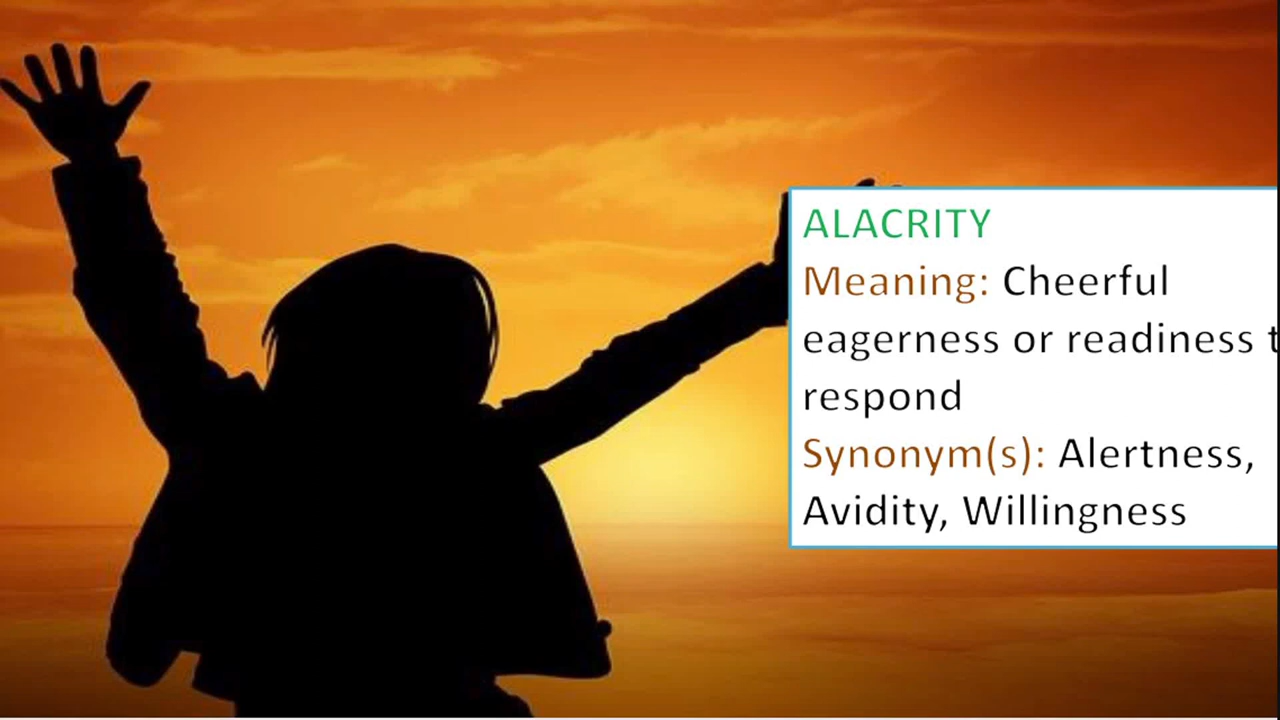 ALACRITY
Meaning: Cheerful
eagerness or readiness t
respond
Synonym(s): Alertness,
Avidity, Willingness